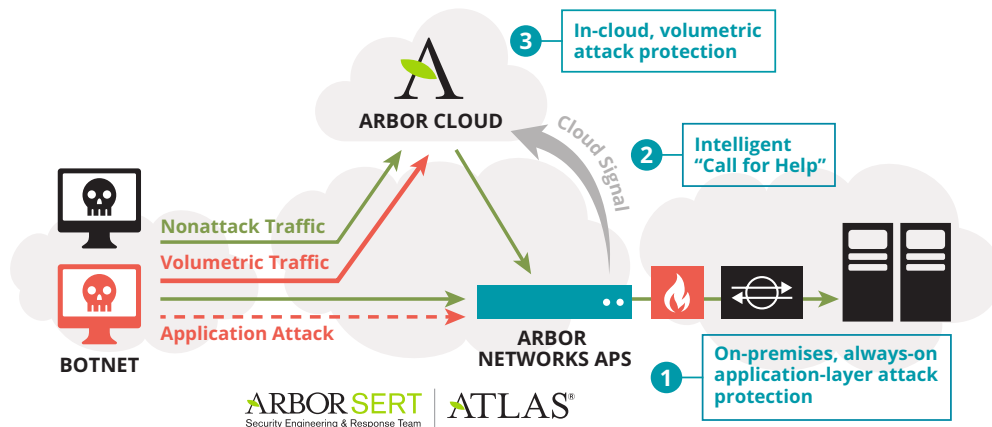 3
In-cloud, volumetric
attack protection
A
ARBOR CLOUD
Cloud Signal
2
Intelligent
“Call for Help”
Nonattack Traffic
Volumetric Traffic
Application Attack
BOTNET
ARBOR
NETWORKS APS
1
On-premises, always-on
application-layer attack
protection
ARBOR SERT
Security Engineering & Response Team
ATLAS®